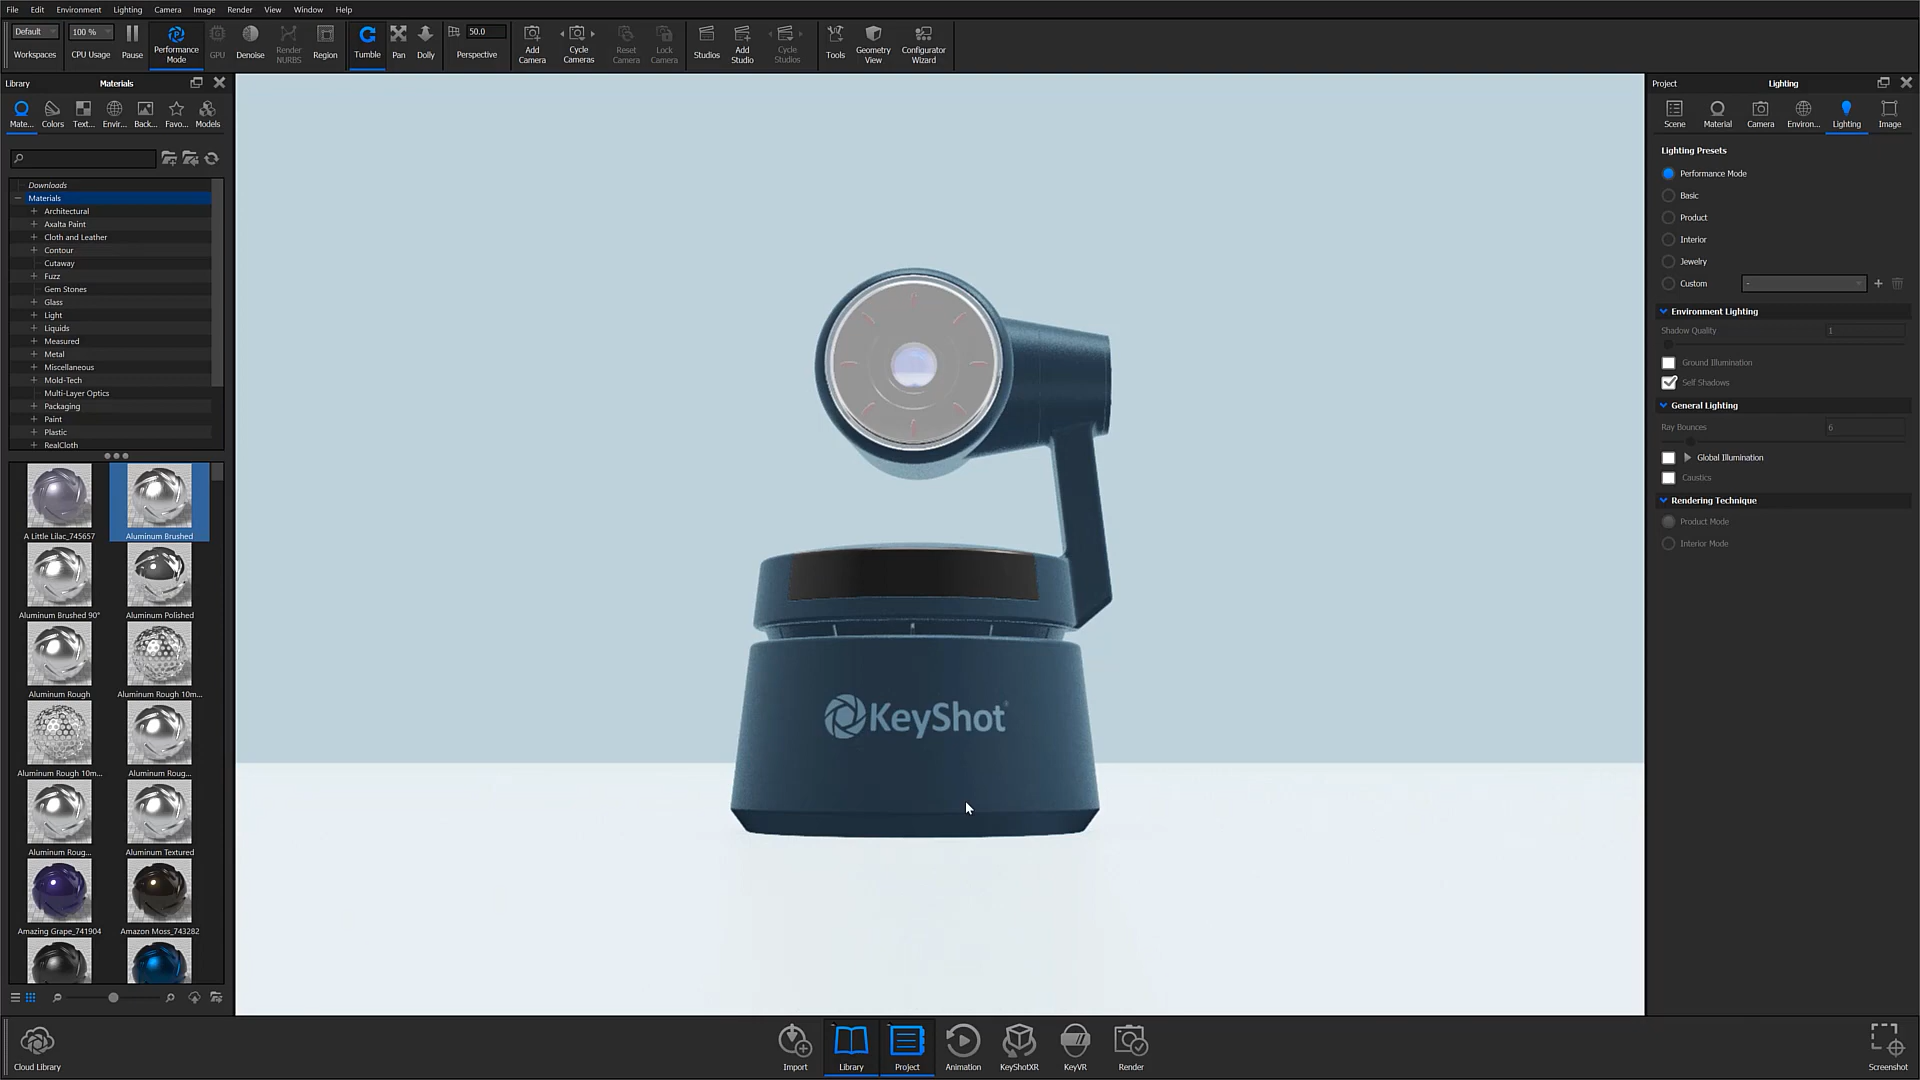 File Edit Environment Lighting Camera Image Render View Window Help
Default 100 % 50.0
Workspaces CPU Usage Pause Performance Mode GPU Denoise Render NURBS Region Tumble Pan Dolly Perspective Add Camera Cycle Cameras Reset Camera Lock Camera Studios Add Studio Cycle Studios Tools Geometry View Configurator Wizard
Library Materials
Mate... Colors Text... Envir... Back... Favo... Models
Downloads
Materials
Architectural
Axalta Paint
Cloth and Leather
Contour
Cutaway
Fuzz
Gem Stones
Glass
Light
Liquids
Measured
Metal
Miscellaneous
Mold-Tech
Multi-Layer Optics
Packaging
Paint
Plastic
RealCloth
A Little Lilac_745657 Aluminum Brushed
Aluminum Brushed 90° Aluminum Polished
Aluminum Rough Aluminum Rough 10m...
Aluminum Rough 10m... Aluminum Roug...
Aluminum Roug... Aluminum Textured
Amazing Grape_741904 Amazon Moss_743282
KeyShot
Project Lighting
Scene Material Camera Environ... Lighting Image
Lighting Presets
Performance Mode
Basic
Product
Interior
Jewelry
Custom -
Environment Lighting
Shadow Quality 1
Ground Illumination
Self Shadows
General Lighting
Ray Bounces 6
Global Illumination
Caustics
Rendering Technique
Product Mode
Interior Mode
Cloud Library Import Library Project Animation KeyShotXR KeyVR Render Screenshot